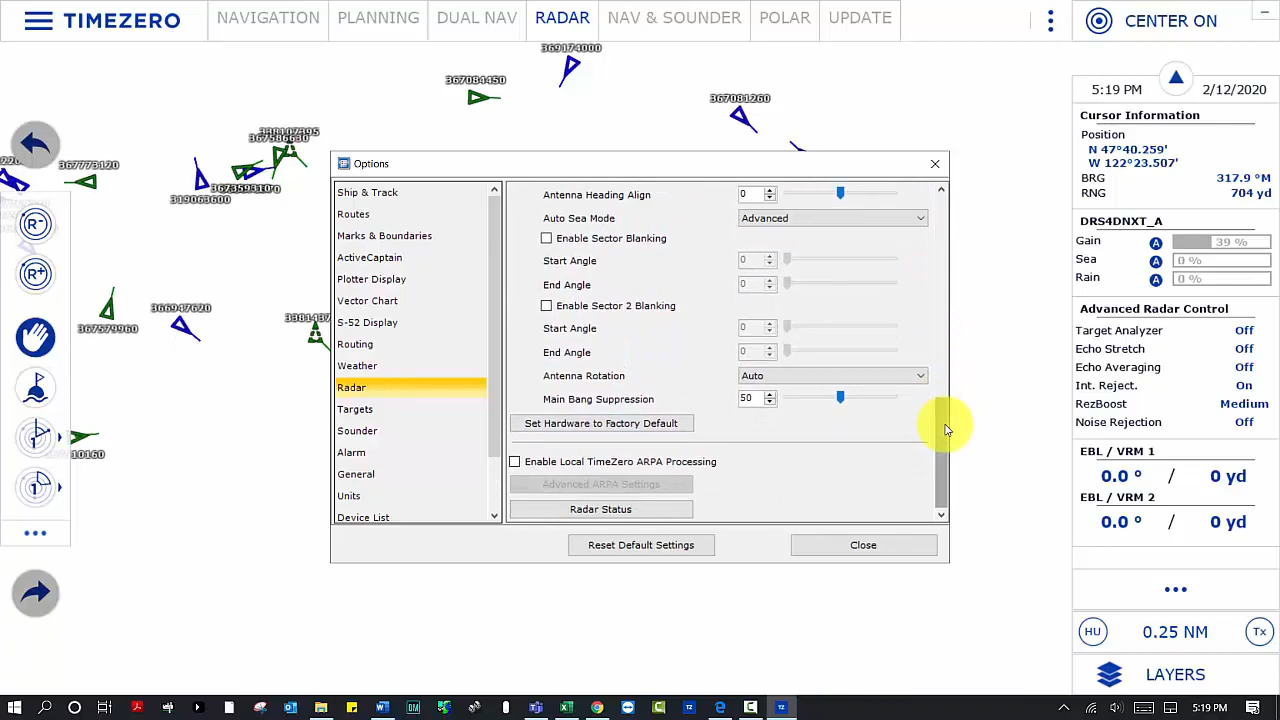 TIMEZERO
NAVIGATION
PLANNING
DUAL NAV
RADAR
NAV & SOUNDER
POLAR
UPDATE
CENTER ON
369174000
367084450
367081260
338107395
367773120
319063600
366947620
367579960
5:19 PM
2/12/2020
Cursor Information
Position
N 47°40.259'
W 122°23.507'
BRG 317.9 °M
RNG 704 yd
DRS4DNXT_A
Gain A 39 %
Sea A 0 %
Rain A 0 %
Advanced Radar Control
Target Analyzer Off
Echo Stretch Off
Echo Averaging Off
Int. Reject. On
RezBoost Medium
Noise Rejection Off
EBL / VRM 1
0.0 ° / 0 yd
EBL / VRM 2
0.0 ° / 0 yd
HU
0.25 NM
Tx
LAYERS
R-
R+
Options
Ship & Track
Routes
Marks & Boundaries
ActiveCaptain
Plotter Display
Vector Chart
S-52 Display
Routing
Weather
Radar
Targets
Sounder
Alarm
General
Units
Device List
Antenna Heading Align 0
Auto Sea Mode Advanced
Enable Sector Blanking
Start Angle 0
End Angle 0
Enable Sector 2 Blanking
Start Angle 0
End Angle 0
Antenna Rotation Auto
Main Bang Suppression 50
Set Hardware to Factory Default
Enable Local TimeZero ARPA Processing
Advanced ARPA Settings
Radar Status
Reset Default Settings
Close
5:19 PM